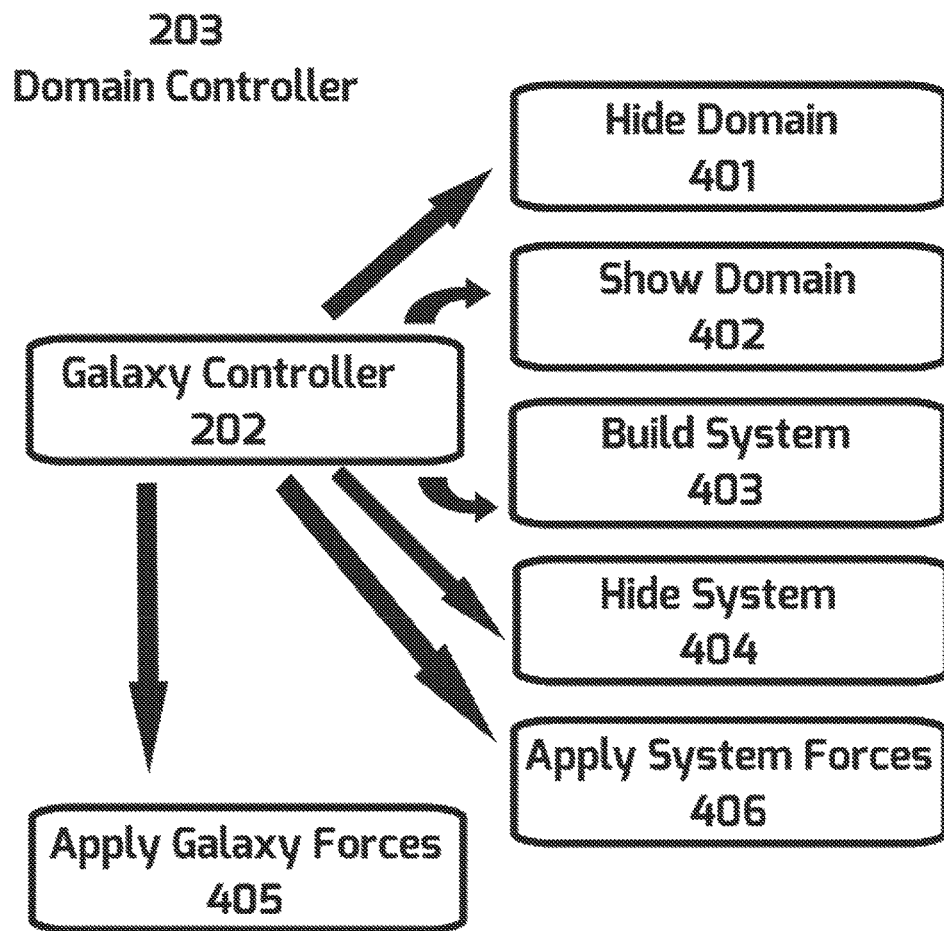 203
Domain Controller
Hide Domain
401
Show Domain
402
Galaxy Controller
202
Build System
403
Hide System
404
Apply System Forces
406
Apply Galaxy Forces
405